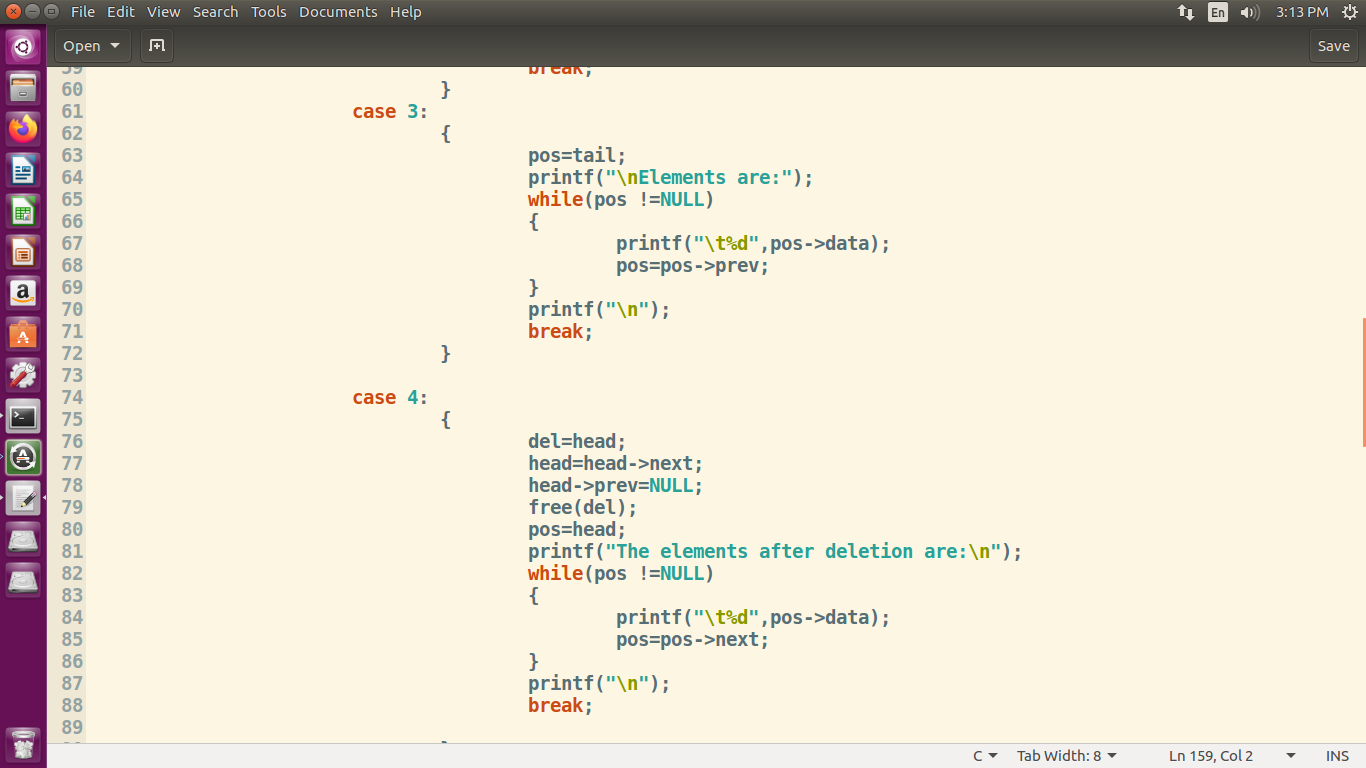 File Edit View Search Tools Documents Help En 3:13 PM
Open Save
59 break;
60 }
61 case 3:
62 {
63 pos=tail;
64 printf("\nElements are:");
65 while(pos !=NULL)
66 {
67 printf("\t%d",pos->data);
68 pos=pos->prev;
69 }
70 printf("\n");
71 break;
72 }
73
74 case 4:
75 {
76 del=head;
77 head=head->next;
78 head->prev=NULL;
79 free(del);
80 pos=head;
81 printf("The elements after deletion are:\n");
82 while(pos !=NULL)
83 {
84 printf("\t%d",pos->data);
85 pos=pos->next;
86 }
87 printf("\n");
88 break;
89
C Tab Width: 8 Ln 159, Col 2 INS